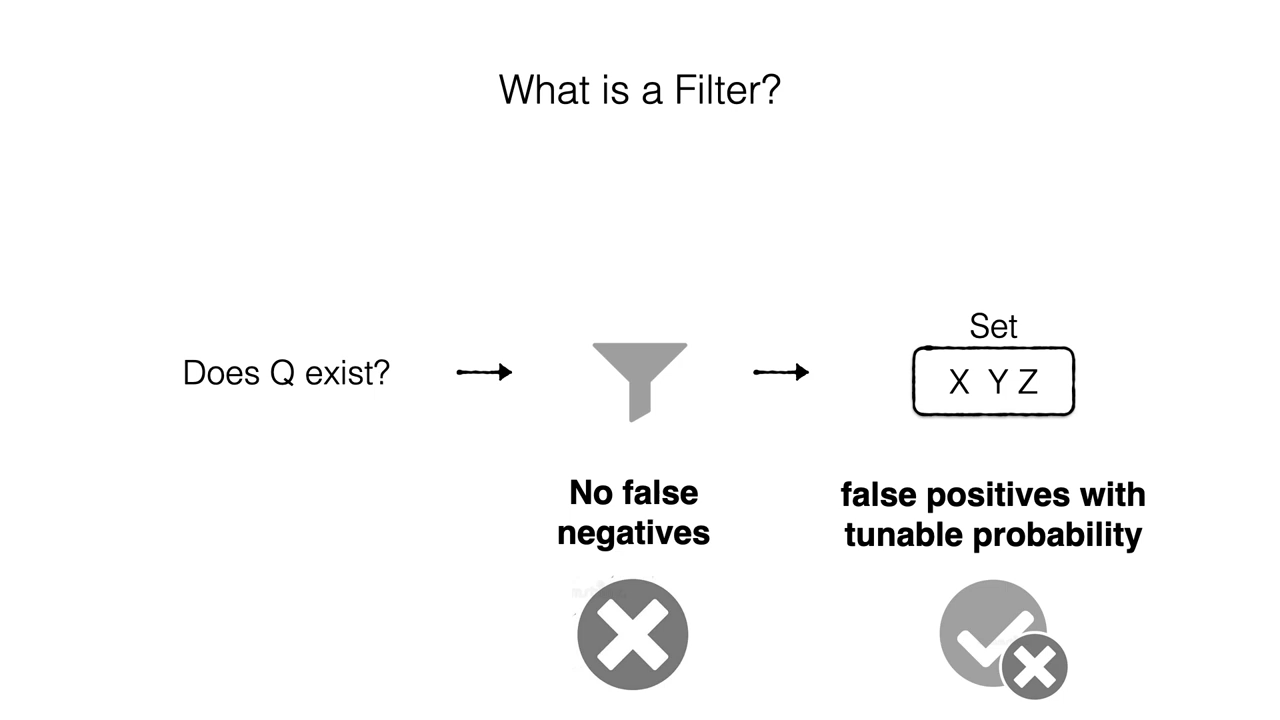 What is a Filter?
Set
Does Q exist?
X Y Z
No false
negatives
false positives with
tunable probability